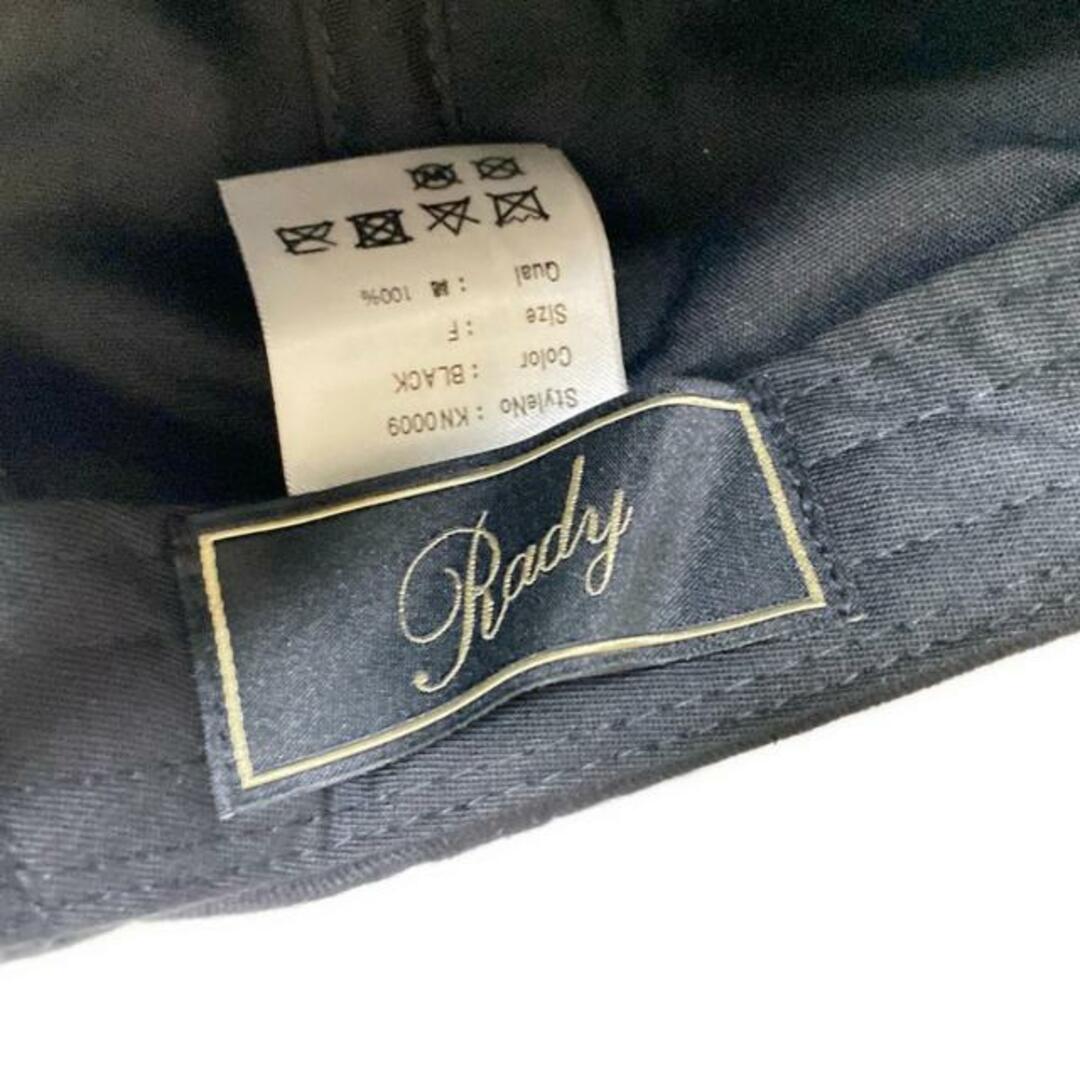 StyleNo : KN0009
Color : BLACK
Size : F
Qual : 綿 100%
Rady